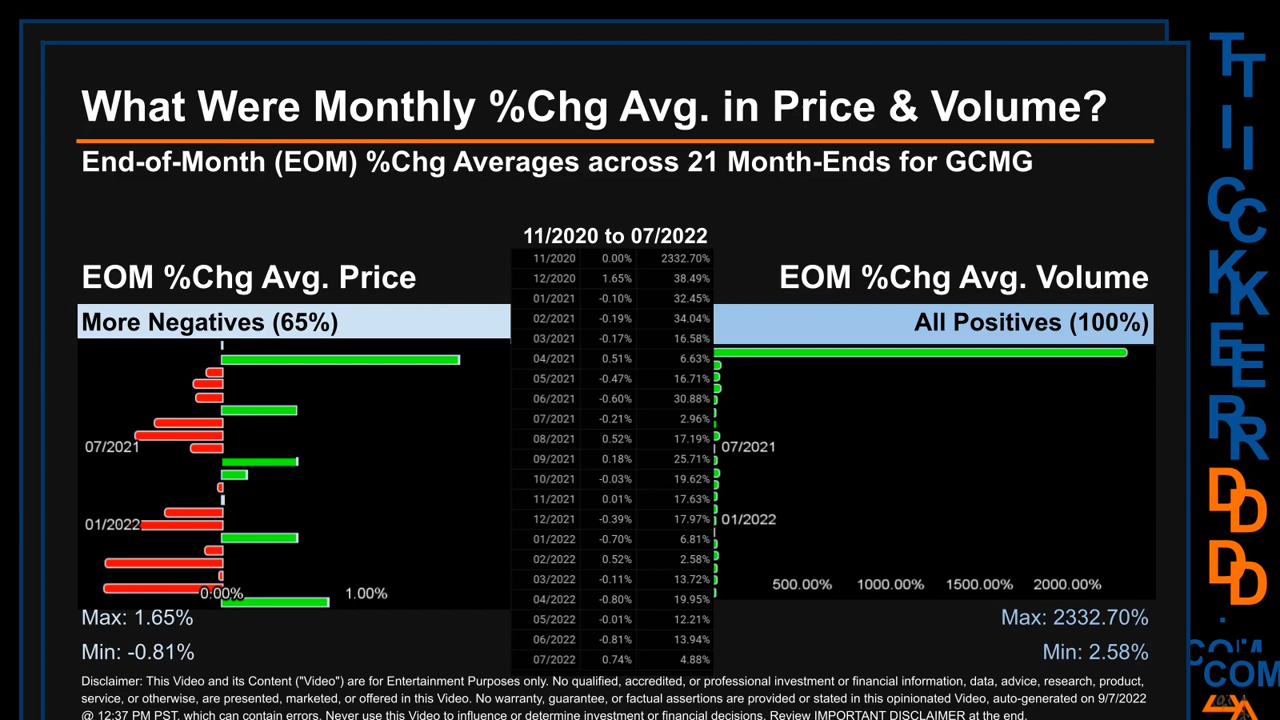 What Were Monthly %Chg Avg. in Price & Volume?
End-of-Month (EOM) %Chg Averages across 21 Month-Ends for GCMG
11/2020 to 07/2022
EOM %Chg Avg. Price
EOM %Chg Avg. Volume
More Negatives (65%)
All Positives (100%)
11/2020 0.00% 2332.70%
12/2020 1.65% 38.49%
01/2021 -0.10% 32.45%
02/2021 -0.19% 34.04%
03/2021 -0.17% 16.58%
04/2021 0.51% 6.63%
05/2021 -0.47% 16.71%
06/2021 -0.60% 30.88%
07/2021 -0.21% 2.96%
08/2021 0.52% 17.19%
09/2021 0.18% 25.71%
10/2021 -0.03% 19.62%
11/2021 0.01% 17.63%
12/2021 -0.39% 17.97%
01/2022 -0.70% 6.81%
02/2022 0.52% 2.58%
03/2022 -0.11% 13.72%
04/2022 -0.80% 19.95%
05/2022 -0.01% 12.21%
06/2022 -0.81% 13.94%
07/2022 0.74% 4.88%
07/2021
01/2022
0.00% 1.00%
07/2021
01/2022
500.00% 1000.00% 1500.00% 2000.00%
Max: 1.65%
Min: -0.81%
Max: 2332.70%
Min: 2.58%
Disclaimer: This Video and its Content ("Video") are for Entertainment Purposes only. No qualified, accredited, or professional investment or financial information, data, advice, research, product,
service, or otherwise, are presented, marketed, or offered in this Video. No warranty, guarantee, or factual assertions are provided or stated in this opinionated Video, auto-generated on 9/7/2022
@ 12:37 PM PST, which can contain errors. Never use this Video to influence or determine investment or financial decisions. Review IMPORTANT DISCLAIMER at the end.
TICKERDD
.
COM
TICKERDD
COM